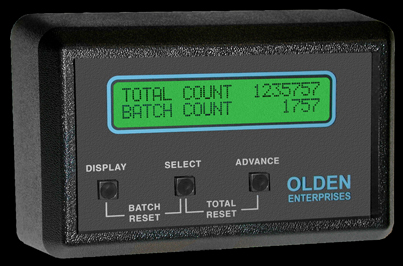 TOTAL COUNT 1235757
BATCH COUNT 1757
DISPLAY SELECT ADVANCE
BATCH RESET TOTAL RESET
OLDEN
ENTERPRISES